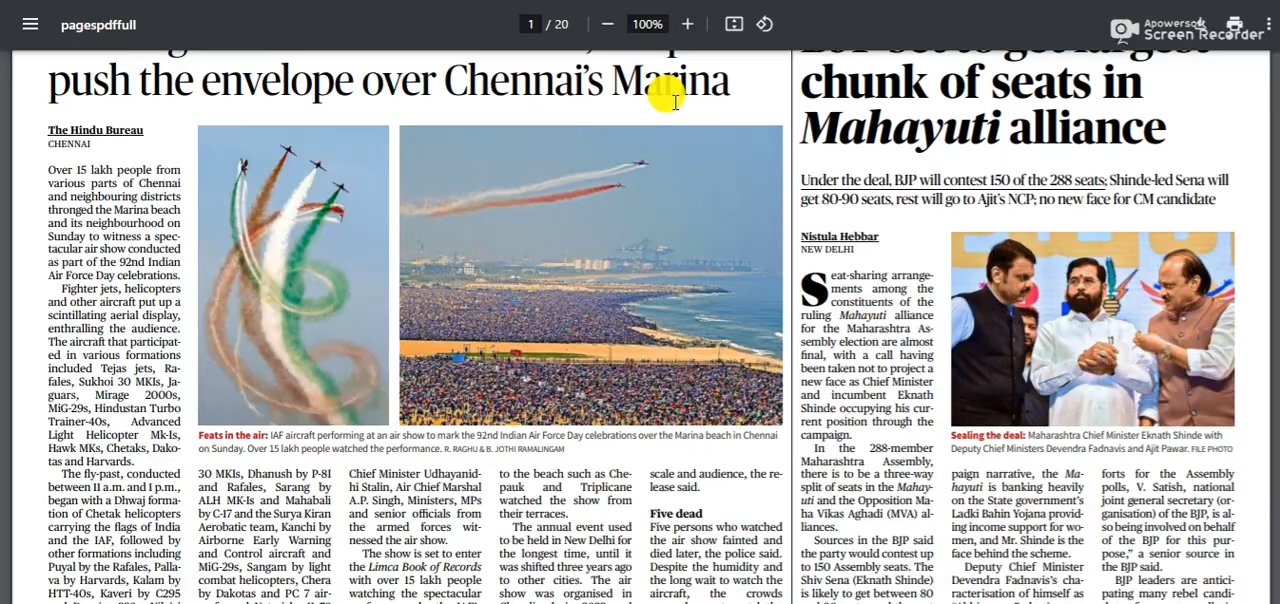 pagespdfull
1 / 20
100%
Apowersoft
Screen Recorder
push the envelope over Chennai's Marina
The Hindu Bureau
CHENNAI
Over 15 lakh people from
various parts of Chennai
and neighbouring districts
thronged the Marina beach
and its neighbourhood on
Sunday to witness a spec-
tacular air show conducted
as part of the 92nd Indian
Air Force Day celebrations.
Fighter jets, helicopters
and other aircraft put up a
scintillating aerial display,
enthralling the audience.
The aircraft that participat-
ed in various formations
included Tejas jets, Ra-
fales, Sukhoi 30 MKIs, Ja-
guars, Mirage 2000s,
MiG-29s, Hindustan Turbo
Trainer-40s, Advanced
Light Helicopter Mk-Is,
Hawk MKs, Chetaks, Dako-
tas and Harvards.
The fly-past, conducted
between 11 a.m. and 1 p.m.,
began with a Dhwaj forma-
tion of Chetak helicopters
carrying the flags of India
and the IAF, followed by
other formations including
Puyal by the Rafales, Palla-
va by Harvards, Kalam by
HTT-40s, Kaveri by C295
Feats in the air: IAF aircraft performing at an air show to mark the 92nd Indian Air Force Day celebrations over the Marina beach in Chennai
on Sunday. Over 15 lakh people watched the performance. R. RAGHU & B. JOTHI RAMALINGAM
30 MKIs, Dhanush by P-8I
and Rafales, Sarang by
ALH MK-Is and Mahabali
by C-17 and the Surya Kiran
Aerobatic team, Kanchi by
Airborne Early Warning
and Control aircraft and
MiG-29s, Sangam by light
combat helicopters, Chera
by Dakotas and PC 7 air-
Chief Minister Udhayanid-
hi Stalin, Air Chief Marshal
A.P. Singh, Ministers, MPs
and senior officials from
the armed forces wit-
nessed the air show.
The show is set to enter
the Limca Book of Records
with over 15 lakh people
watching the spectacular
to the beach such as Che-
pauk and Triplicane
watched the show from
their terraces.
The annual event used
to be held in New Delhi for
the longest time, until it
was shifted three years ago
to other cities. The air
show was organised in
scale and audience, the re-
lease said.
Five dead
Five persons who watched
the air show fainted and
died later, the police said.
Despite the humidity and
the long wait to watch the
aircraft, the crowds
BJP set to get largest
chunk of seats in
Mahayuti alliance
Under the deal, BJP will contest 150 of the 288 seats; Shinde-led Sena will
get 80-90 seats, rest will go to Ajit's NCP; no new face for CM candidate
Nistula Hebbar
NEW DELHI
Seat-sharing arrange-
ments among the
constituents of the
ruling Mahayuti alliance
for the Maharashtra As-
sembly election are almost
final, with a call having
been taken not to project a
new face as Chief Minister
and incumbent Eknath
Shinde occupying his cur-
rent position through the
campaign.
In the 288-member
Maharashtra Assembly,
there is to be a three-way
split of seats in the Mahay-
uti and the Opposition Ma-
ha Vikas Aghadi (MVA) al-
liances.
Sources in the BJP said
the party would contest up
to 150 Assembly seats. The
Shiv Sena (Eknath Shinde)
is likely to get between 80
Sealing the deal: Maharashtra Chief Minister Eknath Shinde with
Deputy Chief Ministers Devendra Fadnavis and Ajit Pawar. FILE PHOTO
paign narrative, the Ma-
hayuti is banking heavily
on the State government's
Ladki Bahin Yojana provid-
ing income support for wo-
men, and Mr. Shinde is the
face behind the scheme.
Deputy Chief Minister
Devendra Fadnavis's cha-
racterisation of himself as
forts for the Assembly
polls, V. Satish, national
joint general secretary (or-
ganisation) of the BJP, is al-
so being involved on behalf
of the BJP for this pur-
pose," a senior source in
the BJP said.
BJP leaders are antici-
pating many rebel candi-